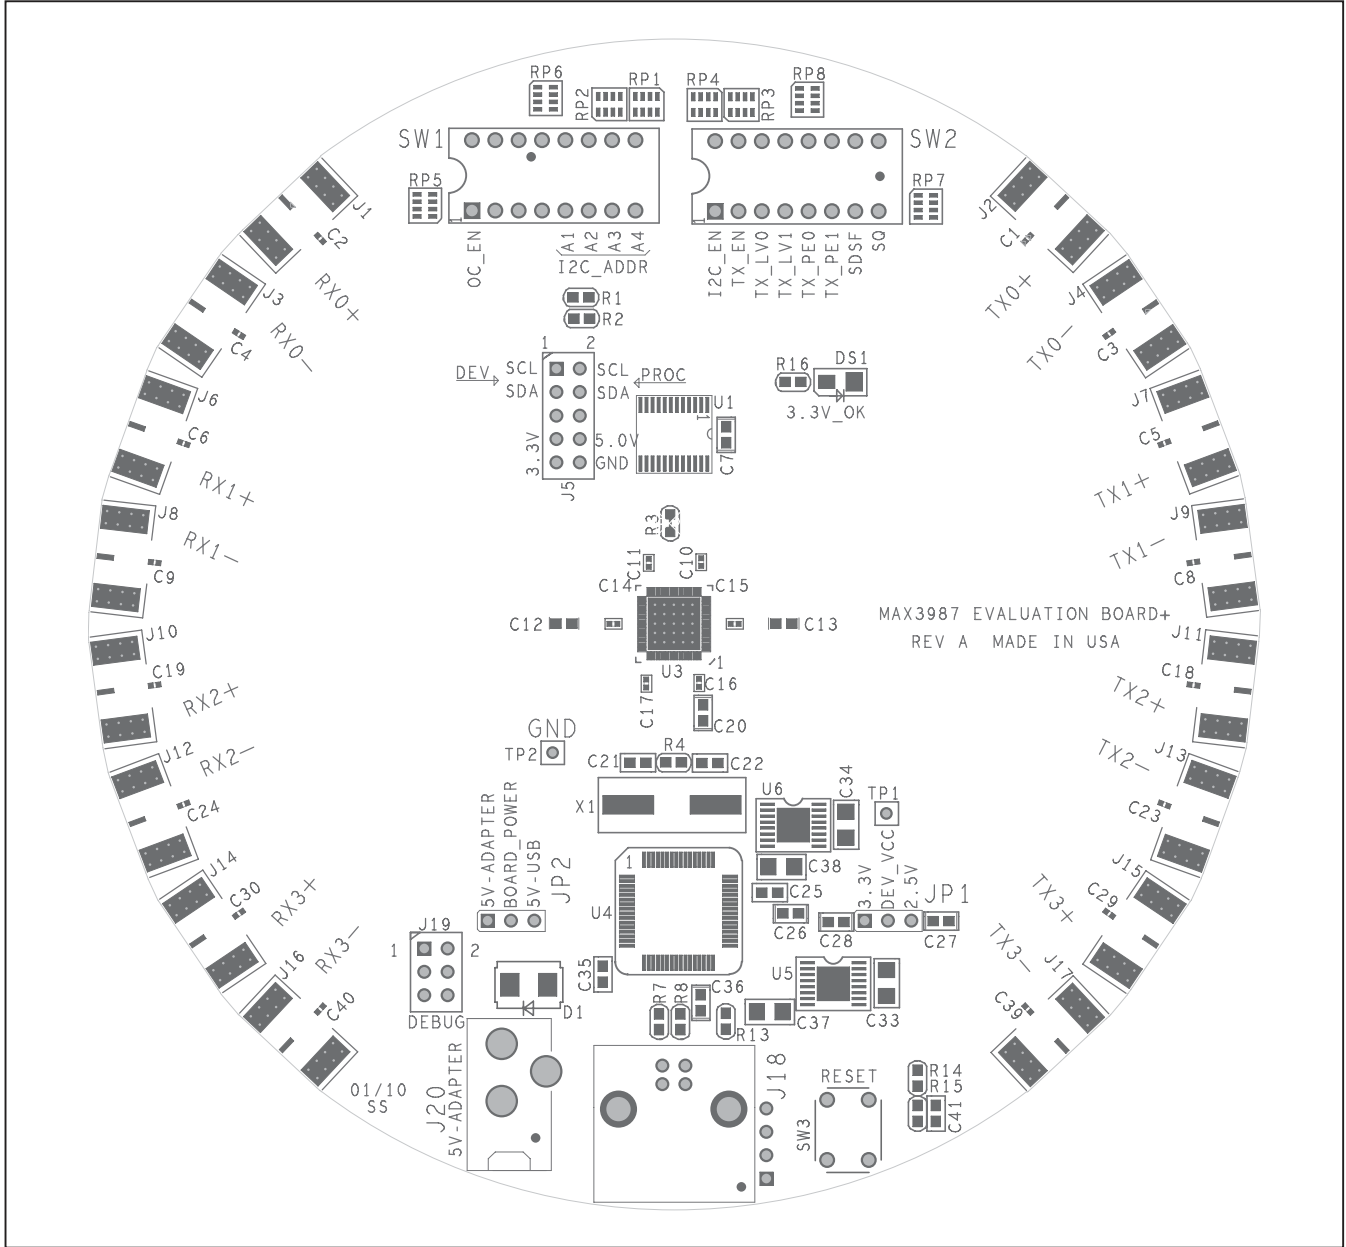 RP6
RP2
RP1
RP4
RP3
RP8
SW1
SW2
RP5
RP7
1
1
OC_EN
A1
A2
A3
A4
I2C_ADDR
I2C_EN
TX_EN
TX_LV0
TX_LV1
TX_PE0
TX_PE1
SDSF
SQ
J1
C2
RX0+
J3
C4
RX0-
J2
C1
TX0+
J4
C3
TX0-
R1
R2
1 2
DEV
SCL
SDA
SCL
SDA
PROC
3.3V
5.0V
GND
J5
U1
1
C7
R16
DS1
3.3V_OK
J6
C6
RX1+
J8
RX1-
C9
J7
C5
TX1+
J9
TX1-
C8
R3
C11
C10
C14
C15
C12
C13
U3
1
C17
C16
C20
MAX3987 EVALUATION BOARD+
REV A MADE IN USA
J10
C19
RX2+
J12
RX2-
C24
J11
C18
TX2+
J13
TX2-
C23
GND
TP2
C21
R4
C22
X1
U6
C34
TP1
C38
C25
C26
C28
3.3V
DEV_VCC
2.5V
JP1
C27
5V-ADAPTER
BOARD_POWER
5V-USB
JP2
1
U4
J14
C30
RX3+
J16
RX3-
C40
J15
C29
TX3+
J17
TX3-
C39
J19
1 2
DEBUG
D1
C35
C36
R7
R8
R13
U5
C37
C33
01/10
SS
J20
5V-ADAPTER
J18
RESET
SW3
R14
R15
C41